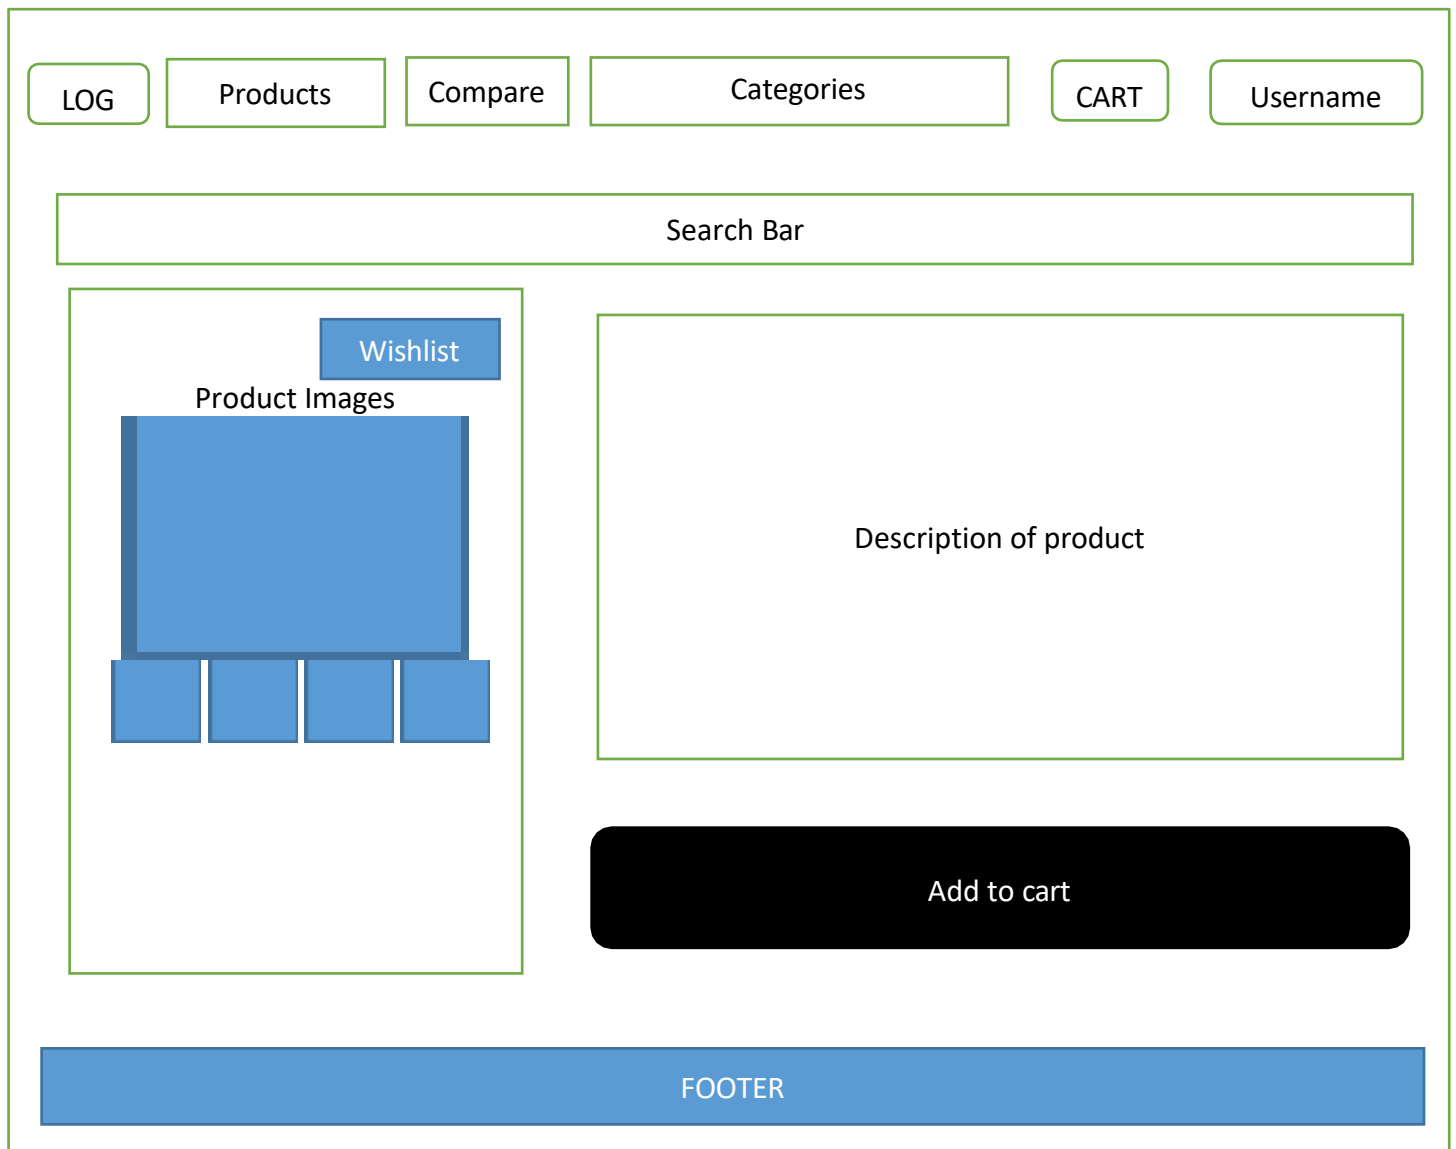 LOG
Products
Compare
Categories
CART
Username
Search Bar
Wishlist
Product Images
Description of product
Add to cart
FOOTER